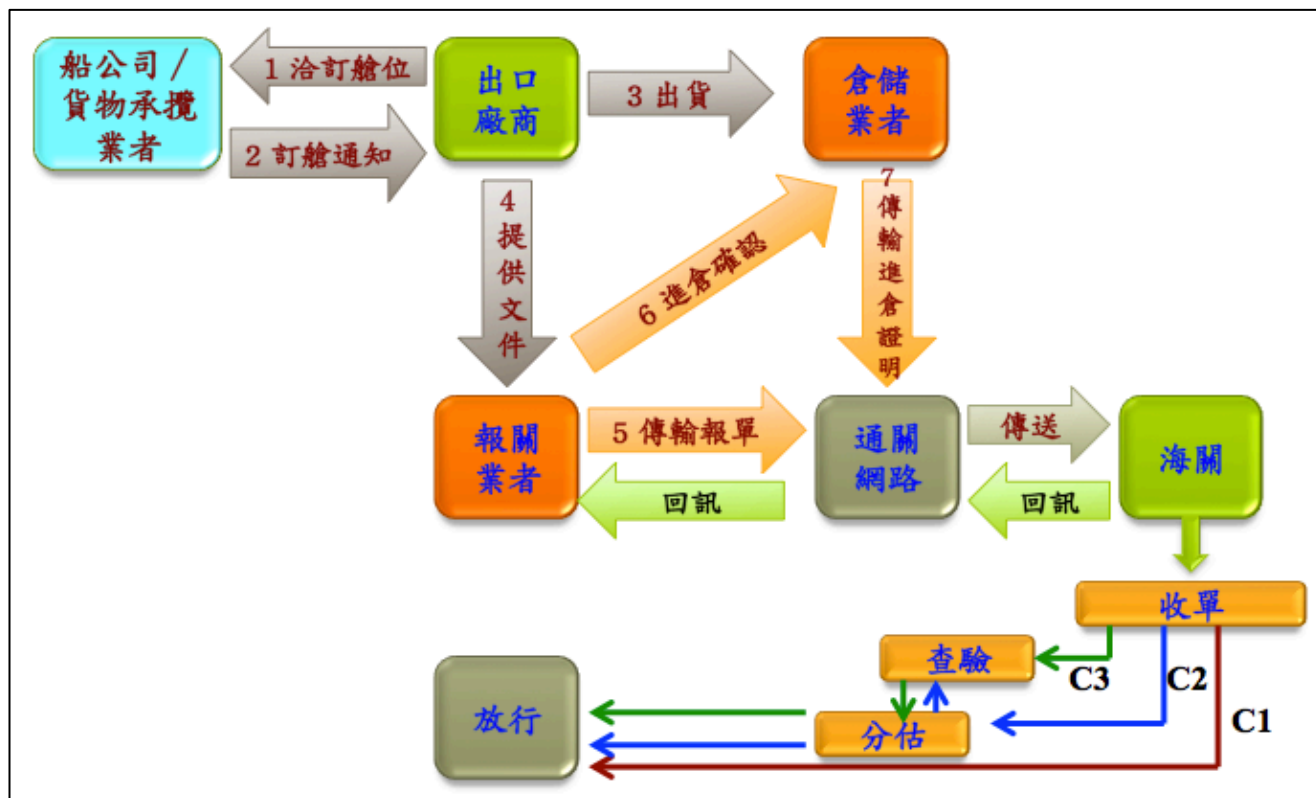 船公司/
貨物承攬
業者
1 洽訂艙位
2 訂艙通知
出口
廠商
3 出貨
倉儲
業者
4
提
供
文
件
6 進倉確認
7
傳
輸
進
倉
證
明
報關
業者
5 傳輸報單
回訊
通關
網路
傳送
回訊
海關
收單
查驗
C3
C2
C1
分估
放行